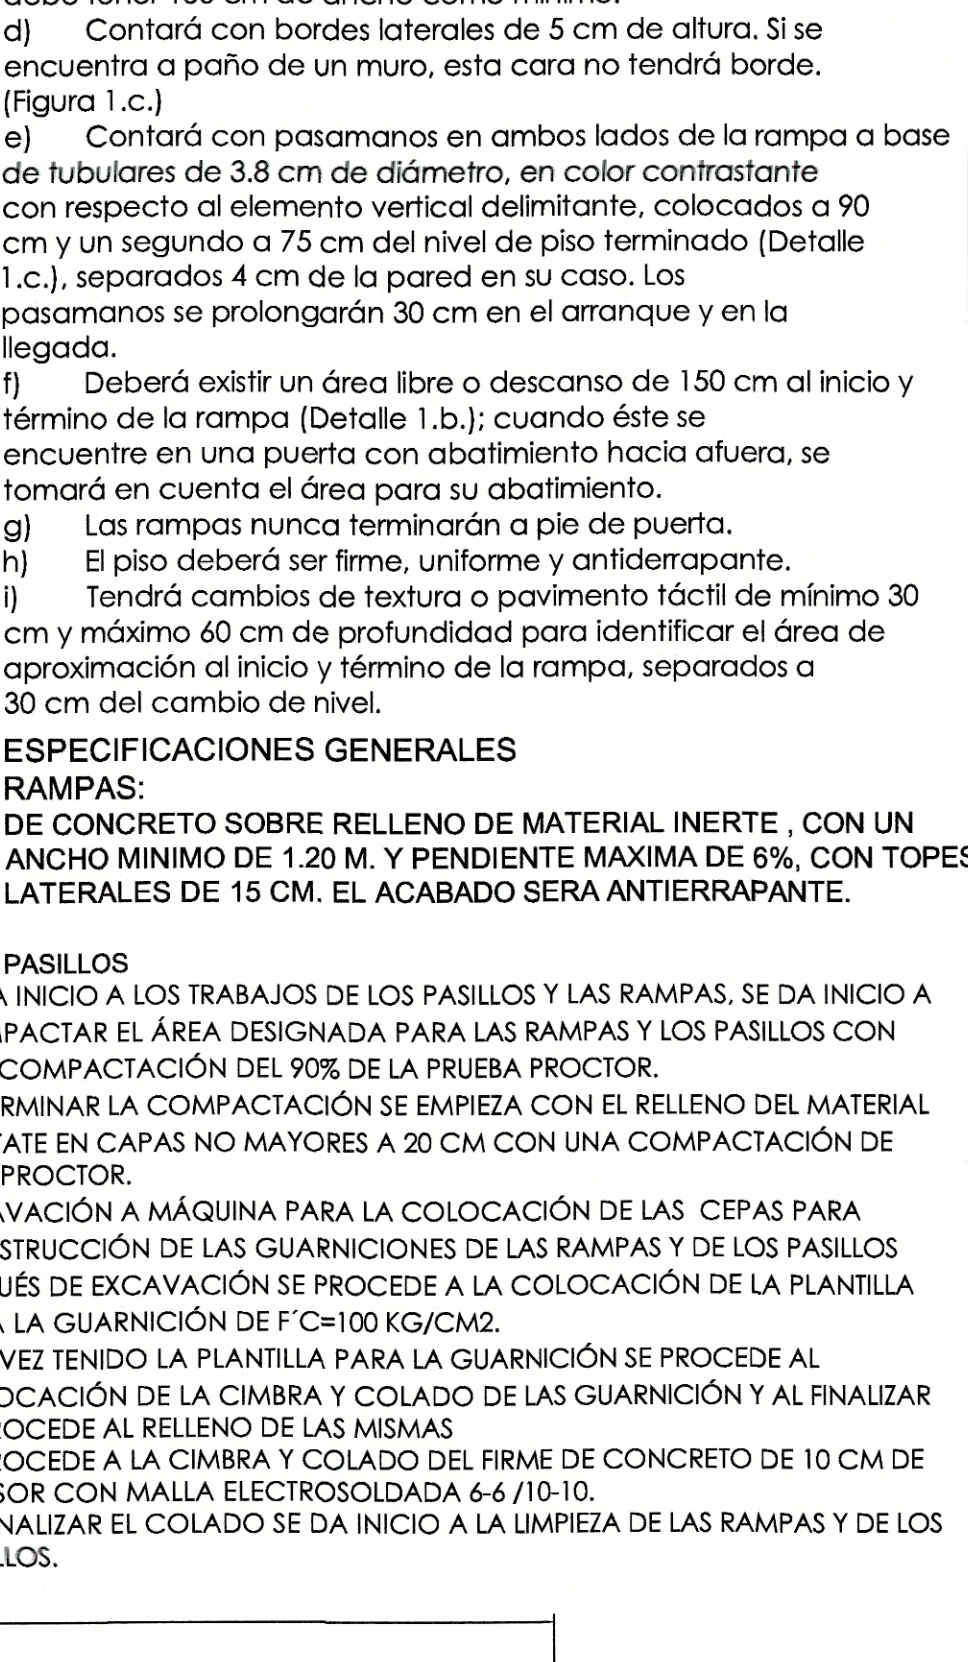 d) Contará con bordes laterales de 5 cm de altura. Si se
encuentra a paño de un muro, esta cara no tendrá borde.
(Figura 1.c.)
e) Contará con pasamanos en ambos lados de la rampa a base
de tubulares de 3.8 cm de diámetro, en color contrastante
con respecto al elemento vertical delimitante, colocados a 90
cm y un segundo a 75 cm del nivel de piso terminado (Detalle
1.c.), separados 4 cm de la pared en su caso. Los
pasamanos se prolongarán 30 cm en el arranque y en la
llegada.
f) Deberá existir un área libre o descanso de 150 cm al inicio y
término de la rampa (Detalle 1.b.); cuando éste se
encuentre en una puerta con abatimiento hacia afuera, se
tomará en cuenta el área para su abatimiento.
g) Las rampas nunca terminarán a pie de puerta.
h) El piso deberá ser firme, uniforme y antiderrapante.
i) Tendrá cambios de textura o pavimento táctil de mínimo 30
cm y máximo 60 cm de profundidad para identificar el área de
aproximación al inicio y término de la rampa, separados a
30 cm del cambio de nivel.
ESPECIFICACIONES GENERALES
RAMPAS:
DE CONCRETO SOBRE RELLENO DE MATERIAL INERTE , CON UN
ANCHO MINIMO DE 1.20 M. Y PENDIENTE MAXIMA DE 6%, CON TOPES
LATERALES DE 15 CM. EL ACABADO SERA ANTIERRAPANTE.
PASILLOS
A INICIO A LOS TRABAJOS DE LOS PASILLOS Y LAS RAMPAS, SE DA INICIO A
PACTAR EL ÁREA DESIGNADA PARA LAS RAMPAS Y LOS PASILLOS CON
COMPACTACIÓN DEL 90% DE LA PRUEBA PROCTOR.
RMINAR LA COMPACTACIÓN SE EMPIEZA CON EL RELLENO DEL MATERIAL
ATE EN CAPAS NO MAYORES A 20 CM CON UNA COMPACTACIÓN DE
PROCTOR.
AVACIÓN A MÁQUINA PARA LA COLOCACIÓN DE LAS CEPAS PARA
STRUCCIÓN DE LAS GUARNICIONES DE LAS RAMPAS Y DE LOS PASILLOS
UÉS DE EXCAVACIÓN SE PROCEDE A LA COLOCACIÓN DE LA PLANTILLA
A LA GUARNICIÓN DE F´C=100 KG/CM2.
VEZ TENIDO LA PLANTILLA PARA LA GUARNICIÓN SE PROCEDE AL
OCACIÓN DE LA CIMBRA Y COLADO DE LAS GUARNICIÓN Y AL FINALIZAR
ROCEDE AL RELLENO DE LAS MISMAS
ROCEDE A LA CIMBRA Y COLADO DEL FIRME DE CONCRETO DE 10 CM DE
SOR CON MALLA ELECTROSOLDADA 6-6 /10-10.
NALIZAR EL COLADO SE DA INICIO A LA LIMPIEZA DE LAS RAMPAS Y DE LOS
LLOS.